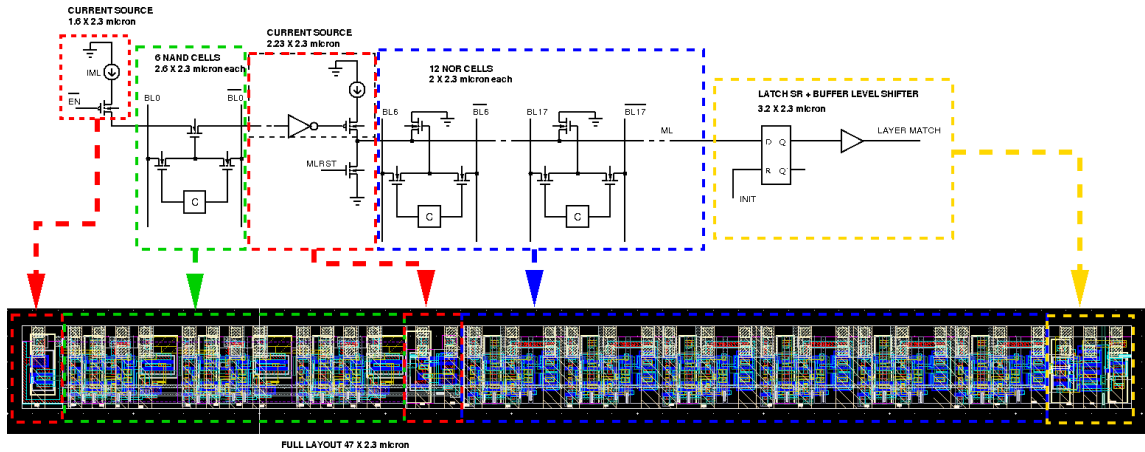 CURRENT SOURCE
1.6 X 2.3 micron
CURRENT SOURCE
2.23 X 2.3 micron
6 NAND CELLS
2.6 X 2.3 micron each
12 NOR CELLS
2 X 2.3 micron each
LATCH SR + BUFFER LEVEL SHIFTER
3.2 X 2.3 micron
IML
EN
BL0
BL0
MLRST
C
BL6
BL6
C
BL17
BL17
C
ML
D
Q
R
Q'
INIT
LAYER MATCH
FULL LAYOUT 47 X 2.3 micron